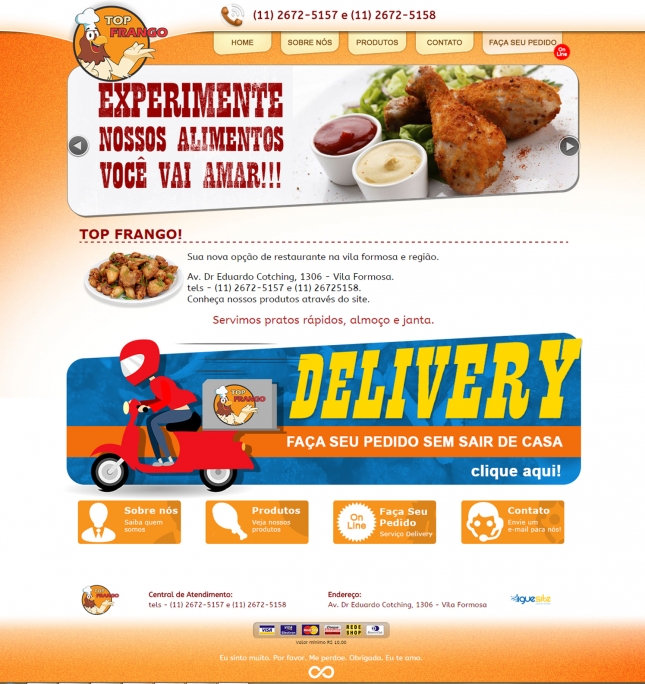 TOP
FRANGO
(11) 2672-5157 e (11) 2672-5158
HOME
SOBRE NÓS
PRODUTOS
CONTATO
FAÇA SEU PEDIDO
On
Line
EXPERIMENTE
NOSSOS ALIMENTOS
VOCÊ VAI AMAR!!!
TOP FRANGO!
Sua nova opção de restaurante na vila formosa e região.
Av. Dr Eduardo Cotching, 1306 - Vila Formosa.
tels - (11) 2672-5157 e (11) 26725158.
Conheça nossos produtos através do site.
Servimos pratos rápidos, almoço e janta.
DELIVERY
TOP
FRANGO
FAÇA SEU PEDIDO SEM SAIR DE CASA
clique aqui!
Sobre nós
Saiba quem
somos
Produtos
Veja nossos
produtos
On
Line
Faça Seu
Pedido
Serviço Delivery
Contato
Envie um
e-mail para nós!
TOP
FRANGO
Central de Atendimento:
tels - (11) 2672-5157 e (11) 2672-5158
Endereço:
Av. Dr Eduardo Cotching, 1306 - Vila Formosa
liguesite
VISA
VISA
MasterCard
REDE
SHOP
valor mínimo R$ 10,00
Eu sinto muito. Por favor. Me perdoe. Obrigada. Eu te amo.